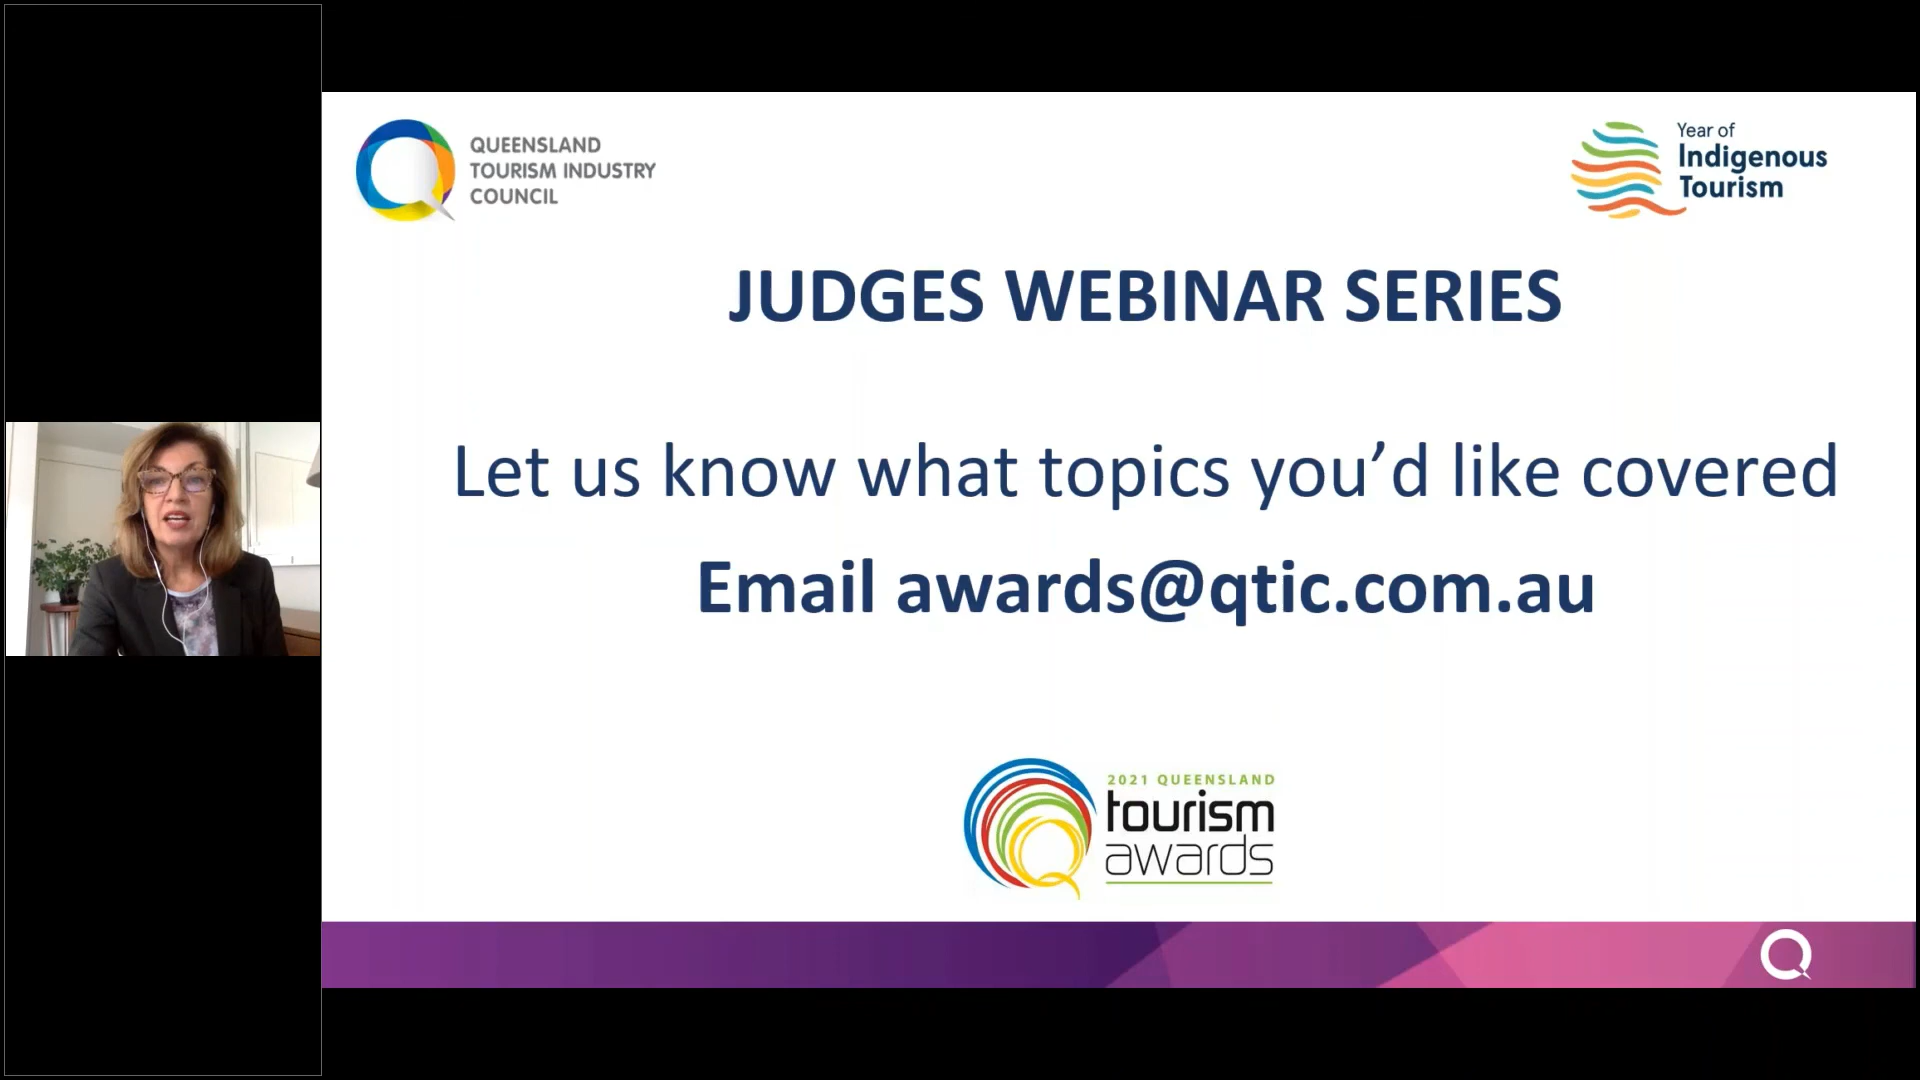 QUEENSLAND
TOURISM INDUSTRY
COUNCIL
Year of
Indigenous
Tourism
JUDGES WEBINAR SERIES
Let us know what topics you’d like covered
Email awards@qtic.com.au
2021 QUEENSLAND
tourism
awards